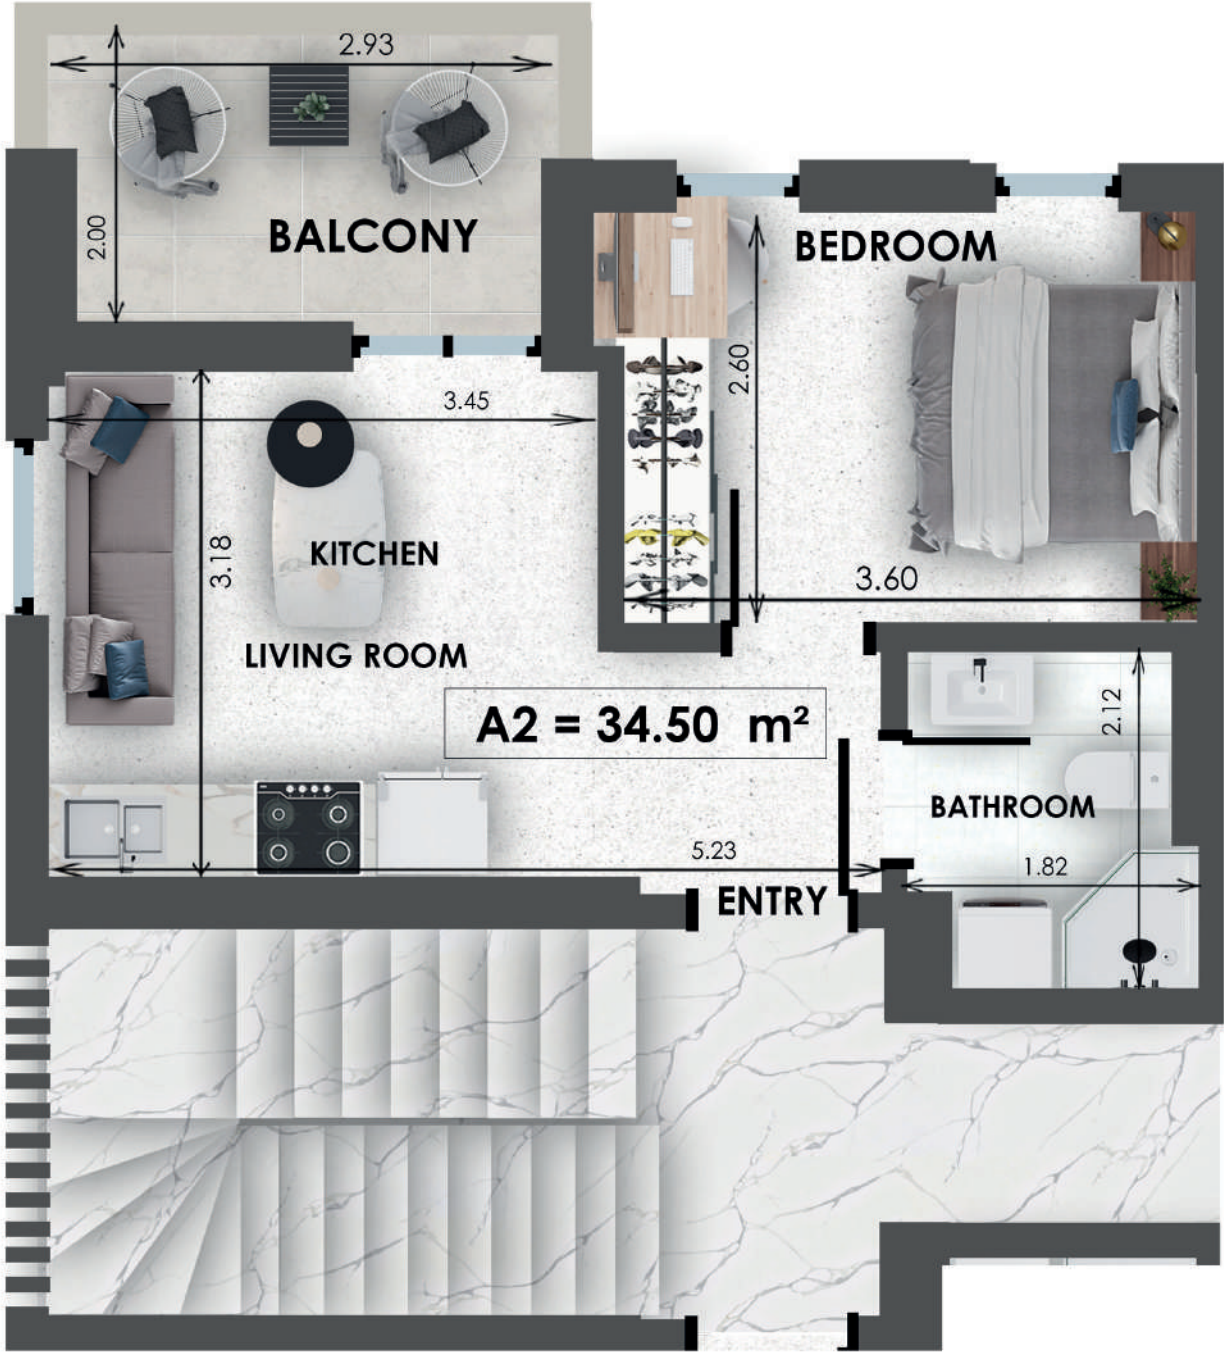 2.93
2.00
BALCONY
BEDROOM
2.60
3.45
3.18
KITCHEN
3.60
LIVING ROOM
A2 = 34.50 m²
2.12
BATHROOM
5.23
1.82
ENTRY